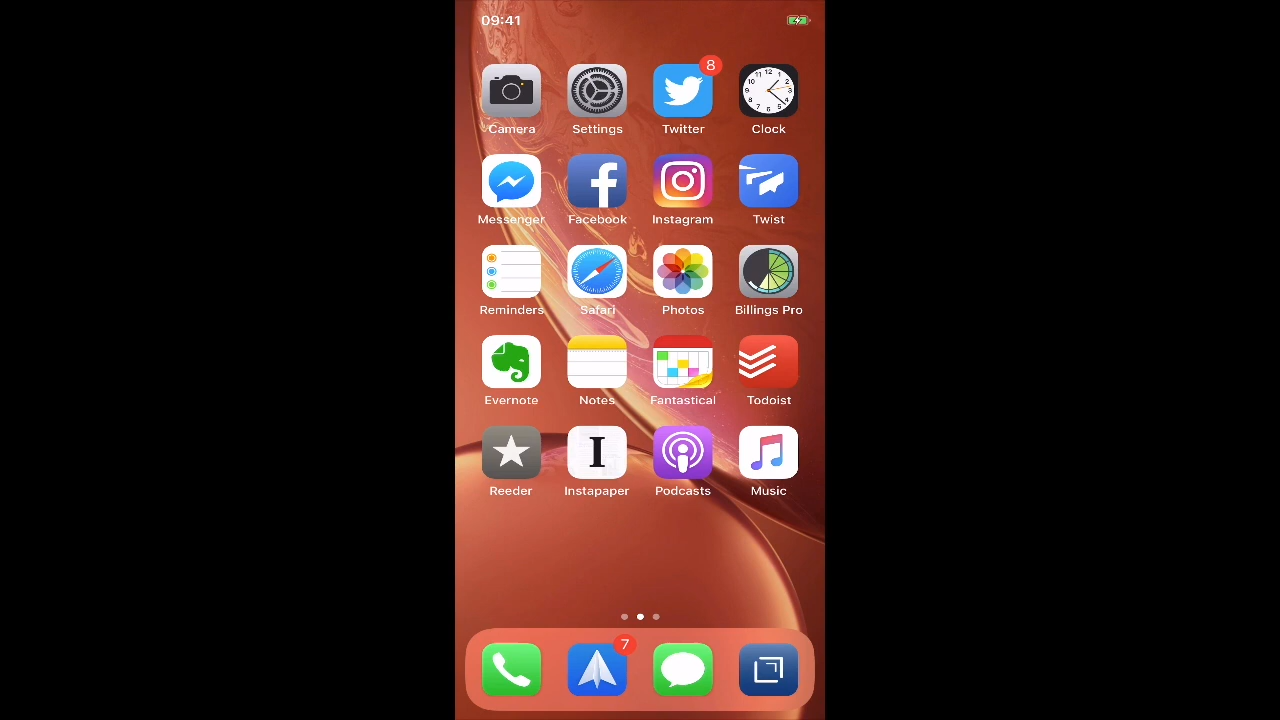 09:41
8
Camera Settings Twitter Clock
Messenger Facebook Instagram Twist
Reminders Safari Photos Billings Pro
Evernote Notes Fantastical Todoist
I
Reeder Instapaper Podcasts Music
7